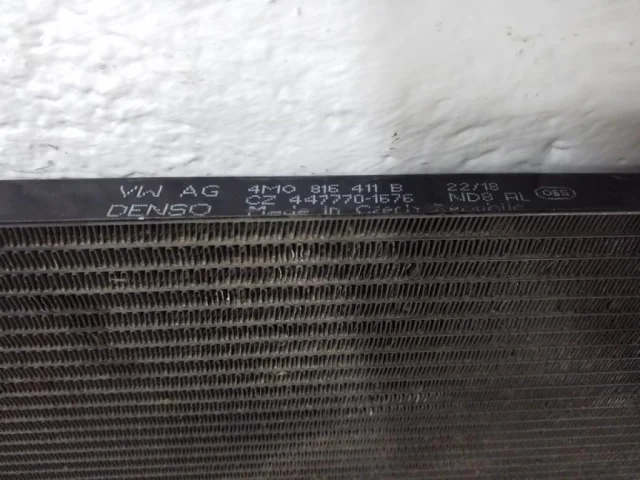 VW AG 4M0 816 411 B 22/18
DENSO CZ 447770-1676 ND8 AL
Made in Czech Republic